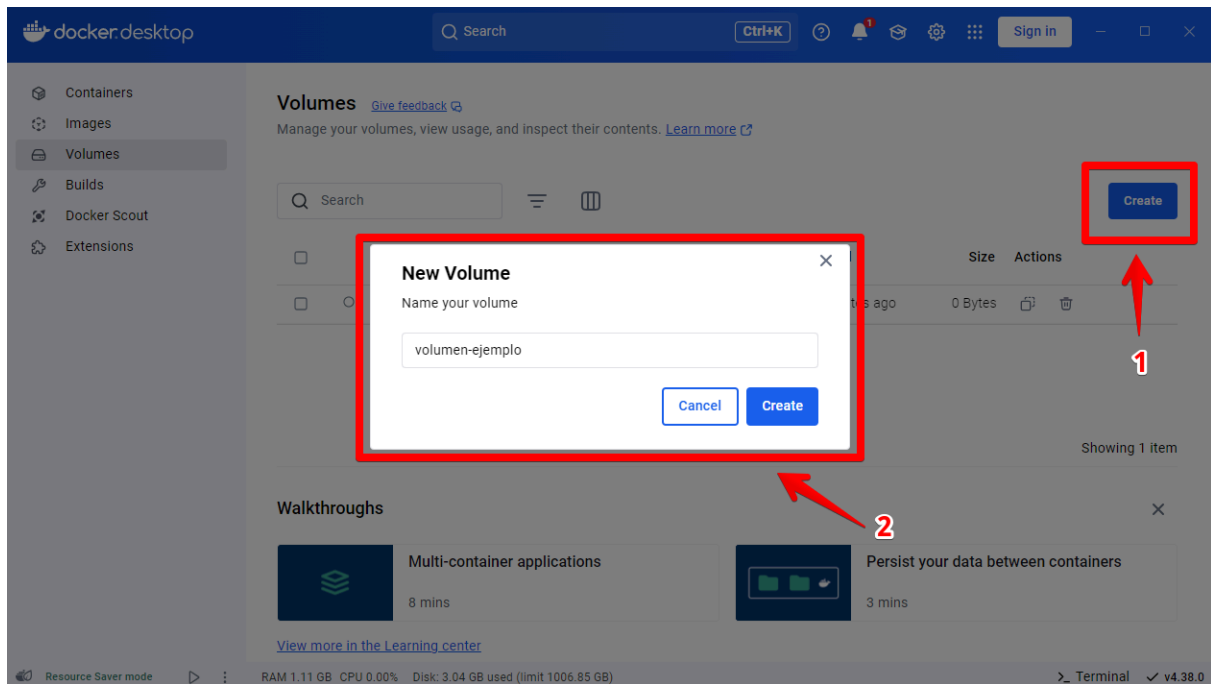 docker.desktop
Search
Ctrl+K
1
Sign in
Containers
Images
Volumes
Builds
Docker Scout
Extensions
Volumes Give feedback
Manage your volumes, view usage, and inspect their contents. Learn more
Search
Create
Size Actions
ago 0 Bytes
New Volume
Name your volume
volumen-ejemplo
Cancel Create
1
Showing 1 item
2
Walkthroughs
Multi-container applications
8 mins
Persist your data between containers
3 mins
View more in the Learning center
Resource Saver mode
RAM 1.11 GB CPU 0.00% Disk: 3.04 GB used (limit 1006.85 GB)
>_ Terminal
v4.38.0